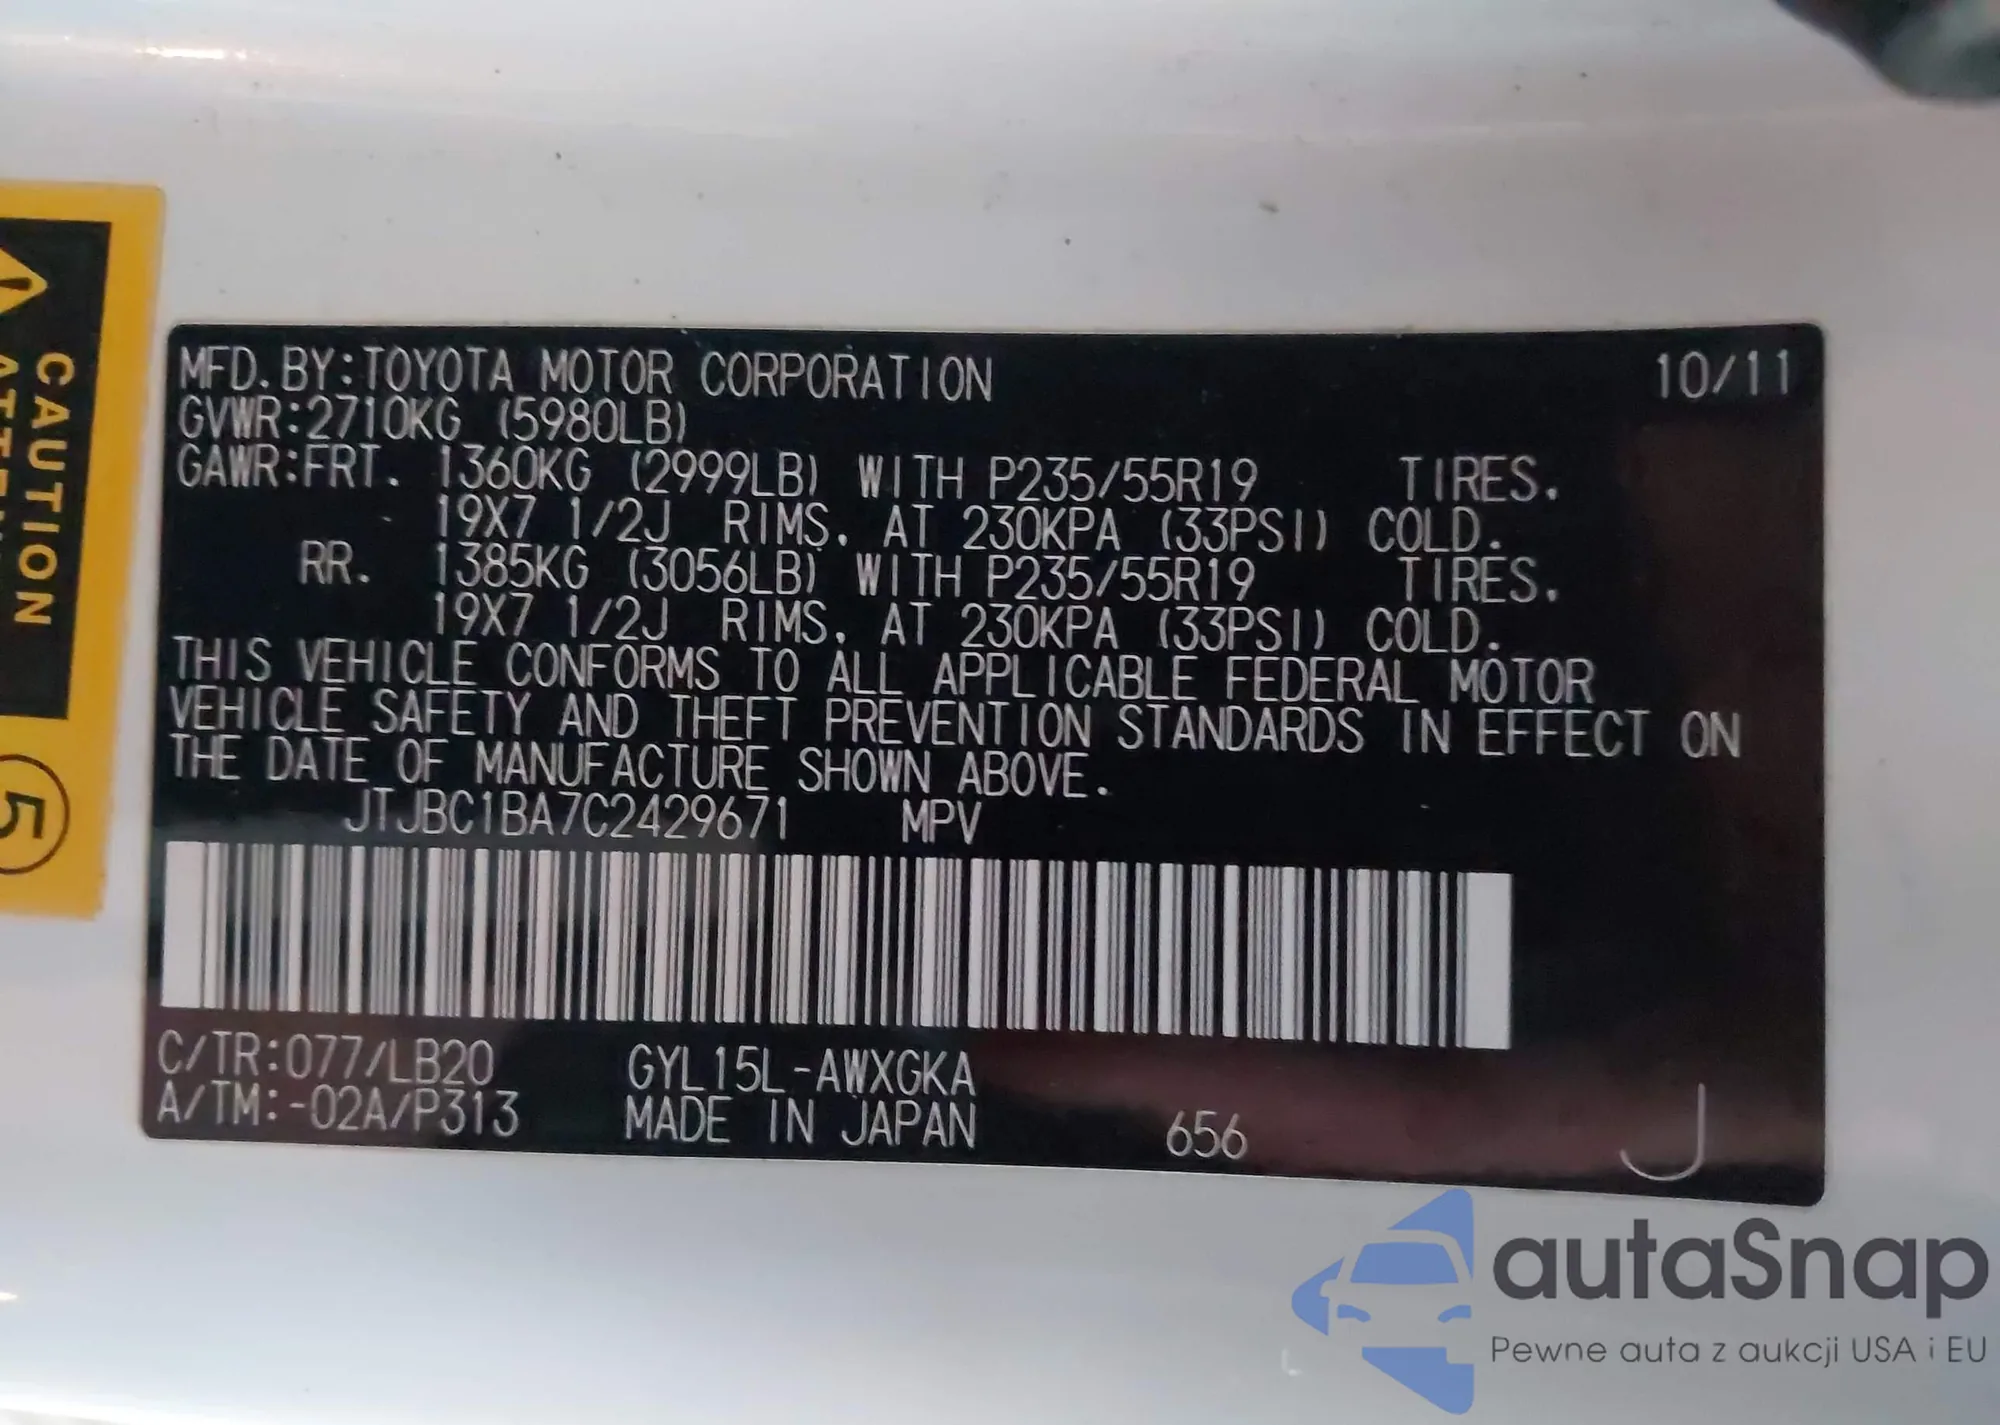 MFD. BY:TOYOTA MOTOR CORPORATION 10/11
GVWR:2710KG (5980LB)
GAWR:FRT. 1360KG (2999LB) WITH P235/55R19 TIRES.
19X7 1/2J RIMS, AT 230KPA (33PSI) COLD.
RR. 1385KG (3056LB) WITH P235/55R19 TIRES.
19X7 1/2J RIMS, AT 230KPA (33PSI) COLD.
THIS VEHICLE CONFORMS TO ALL APPLICABLE FEDERAL MOTOR
VEHICLE SAFETY AND THEFT PREVENTION STANDARDS IN EFFECT ON
THE DATE OF MANUFACTURE SHOWN ABOVE.
JTJBC1BA7C2429671 MPV
C/TR:077/LB20 GYL15L-AWXGKA
A/TM:-02A/P313 MADE IN JAPAN 656 J
CAUTION
5
autaSnap
Pewne auta z aukcji USA i EU